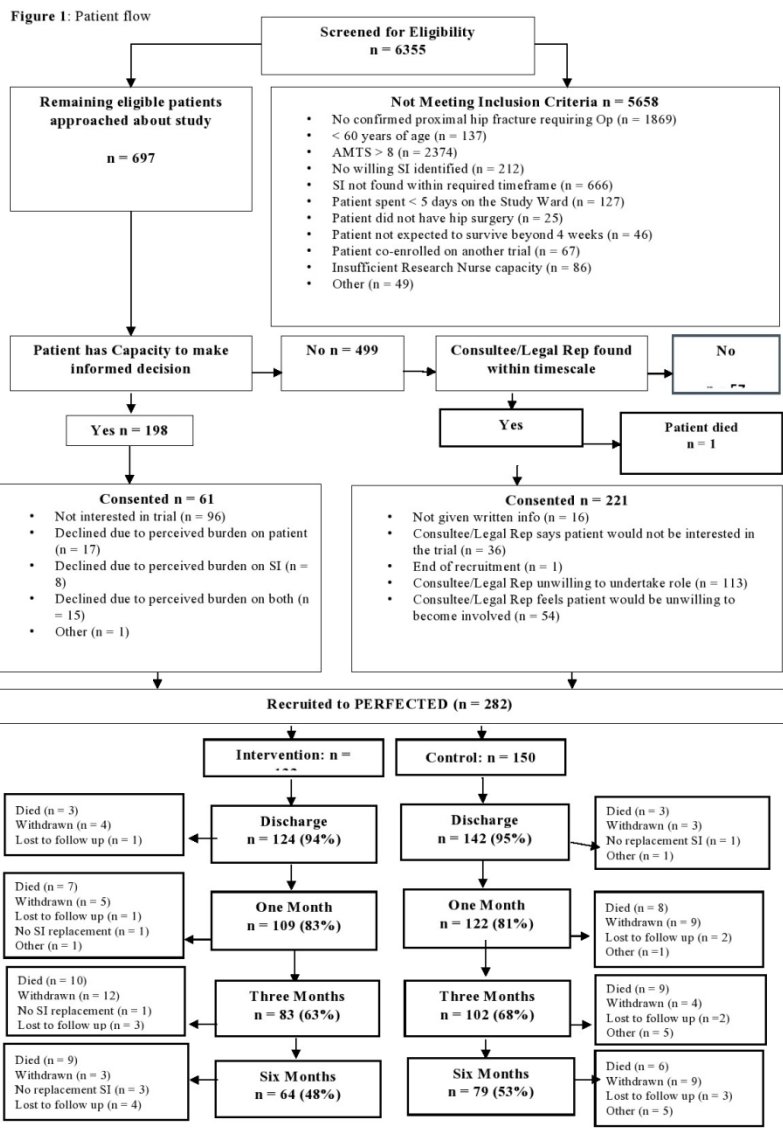 Figure 1: Patient flow
Screened for Eligibility
n = 6355
Remaining eligible patients
approached about study
n = 697
Not Meeting Inclusion Criteria n = 5658
• No confirmed proximal hip fracture requiring Op (n = 1869)
• < 60 years of age (n = 137)
• AMTS > 8 (n = 2374)
• No willing SI identified (n = 212)
• SI not found within required timeframe (n = 666)
• Patient spent < 5 days on the Study Ward (n = 127)
• Patient did not have hip surgery (n = 25)
• Patient not expected to survive beyond 4 weeks (n = 46)
• Patient co-enrolled on another trial (n = 67)
• Insufficient Research Nurse capacity (n = 86)
• Other (n = 49)
Patient has Capacity to make
informed decision
No n = 499
Consultee/Legal Rep found
within timescale
No
Yes n = 198
Yes
Patient died
n = 1
Consented n = 61
• Not interested in trial (n = 96)
• Declined due to perceived burden on patient
(n = 17)
• Declined due to perceived burden on SI (n =
8)
• Declined due to perceived burden on both (n
= 15)
• Other (n = 1)
Consented n = 221
• Not given written info (n = 16)
• Consultee/Legal Rep says patient would not be interested in
the trial (n = 36)
• End of recruitment (n = 1)
• Consultee/Legal Rep unwilling to undertake role (n = 113)
• Consultee/Legal Rep feels patient would be unwilling to
become involved (n = 54)
Recruited to PERFECTED (n = 282)
Intervention: n =
Control: n = 150
Died (n = 3)
Withdrawn (n = 4)
Lost to follow up (n = 1)
Discharge
n = 124 (94%)
Discharge
n = 142 (95%)
Died (n = 3)
Withdrawn (n = 3)
No replacement SI (n = 1)
Other (n = 1)
Died (n = 7)
Withdrawn (n = 5)
Lost to follow up (n = 1)
No SI replacement (n = 1)
Other (n = 1)
One Month
n = 109 (83%)
One Month
n = 122 (81%)
Died (n = 8)
Withdrawn (n = 9)
Lost to follow up (n = 2)
Other (n =1)
Died (n = 10)
Withdrawn (n = 12)
No SI replacement (n = 1)
Lost to follow up (n = 3)
Three Months
n = 83 (63%)
Three Months
n = 102 (68%)
Died (n = 9)
Withdrawn (n = 4)
Lost to follow up (n =2)
Other (n = 5)
Died (n = 9)
Withdrawn (n = 3)
No replacement SI (n = 3)
Lost to follow up (n = 4)
Six Months
n = 64 (48%)
Six Months
n = 79 (53%)
Died (n = 6)
Withdrawn (n = 9)
Lost to follow up (n = 3)
Other (n = 5)